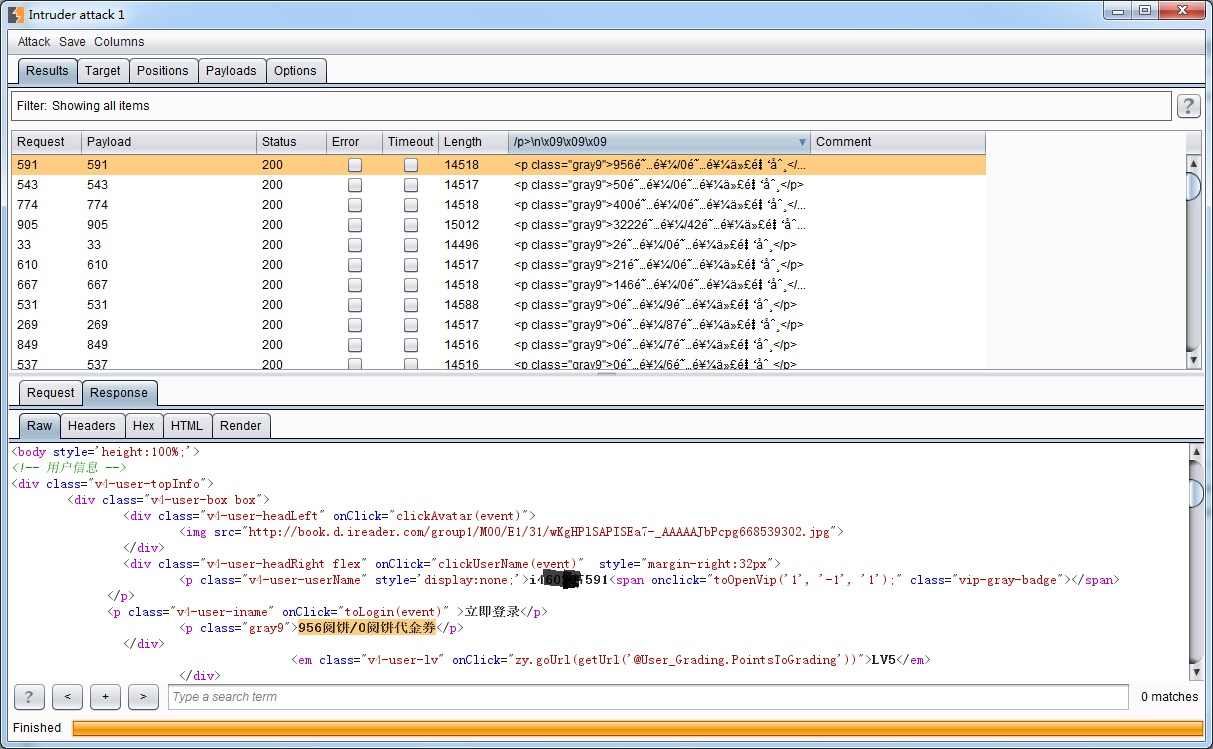 Intruder attack 1
Attack Save Columns
Results Target Positions Payloads Options
Filter: Showing all items ?
Request Payload Status Error Timeout Length /p>\n\x09\x09\x09 Comment
591 591 200 14518 <p class="gray9">956é˜…é¥¼/0é˜…é¥¼ä»£é‡‘åˆ¸</...
543 543 200 14517 <p class="gray9">50é˜…é¥¼/0é˜…é¥¼ä»£é‡‘åˆ¸</p>
774 774 200 14518 <p class="gray9">400é˜…é¥¼/0é˜…é¥¼ä»£é‡‘åˆ¸</...
905 905 200 15012 <p class="gray9">3222é˜…é¥¼/42é˜…é¥¼ä»£é‡‘åˆ...
33 33 200 14496 <p class="gray9">2é˜…é¥¼/0é˜…é¥¼ä»£é‡‘åˆ¸</p>
610 610 200 14517 <p class="gray9">21é˜…é¥¼/0é˜…é¥¼ä»£é‡‘åˆ¸</p>
667 667 200 14518 <p class="gray9">146é˜…é¥¼/0é˜…é¥¼ä»£é‡‘åˆ¸</...
531 531 200 14588 <p class="gray9">0é˜…é¥¼/9é˜…é¥¼ä»£é‡‘åˆ¸</p>
269 269 200 14517 <p class="gray9">0é˜…é¥¼/87é˜…é¥¼ä»£é‡‘åˆ¸</p>
849 849 200 14516 <p class="gray9">0é˜…é¥¼/7é˜…é¥¼ä»£é‡‘åˆ¸</p>
537 537 200 14516 <p class="gray9">0é˜…é¥¼/6é˜…é¥¼ä»£é‡‘åˆ¸</p>
Request Response
Raw Headers Hex HTML Render
<body style='height:100%;'>
<!-- 用户信息 -->
<div class="v4-user-topInfo">
<div class="v4-user-box box">
<div class="v4-user-headLeft" onClick="clickAvatar(event)">
<img src="http://book.d.ireader.com/group1/M00/E1/31/wKgHPlSAPISEa7-_AAAAAJbPcpg668539302.jpg">
</div>
<div class="v4-user-headRight flex" onClick="clickUserName(event)" style="margin-right:32px">
<p class="v4-user-userName" style='display:none;'>i4 591<span onclick="toOpenVip('1', '-1', '1');" class="vip-gray-badge"></span>
</p>
<p class="v4-user-iname" onClick="toLogin(event)" >立即登录</p>
<p class="gray9">956阅饼/0阅饼代金券</p>
</div>
<em class="v4-user-lv" onClick="zy.goUrl(getUrl('@User_Grading.PointsToGrading'))">LV5</em>
</div>
? < + > Type a search term 0 matches
Finished